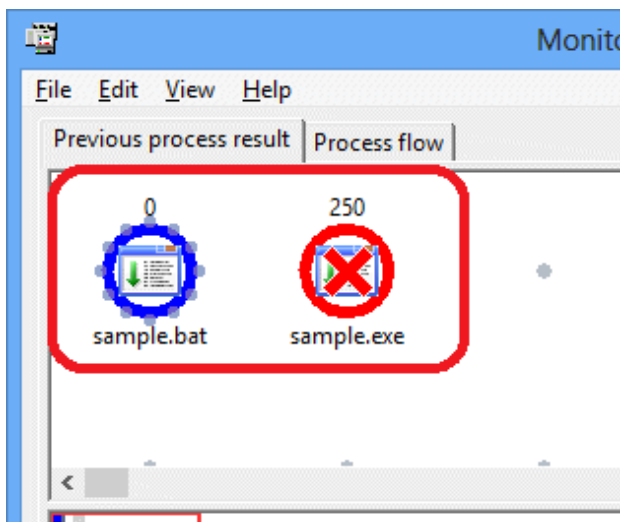 Monito
File Edit View Help
Previous process result Process flow
0 250
sample.bat sample.exe